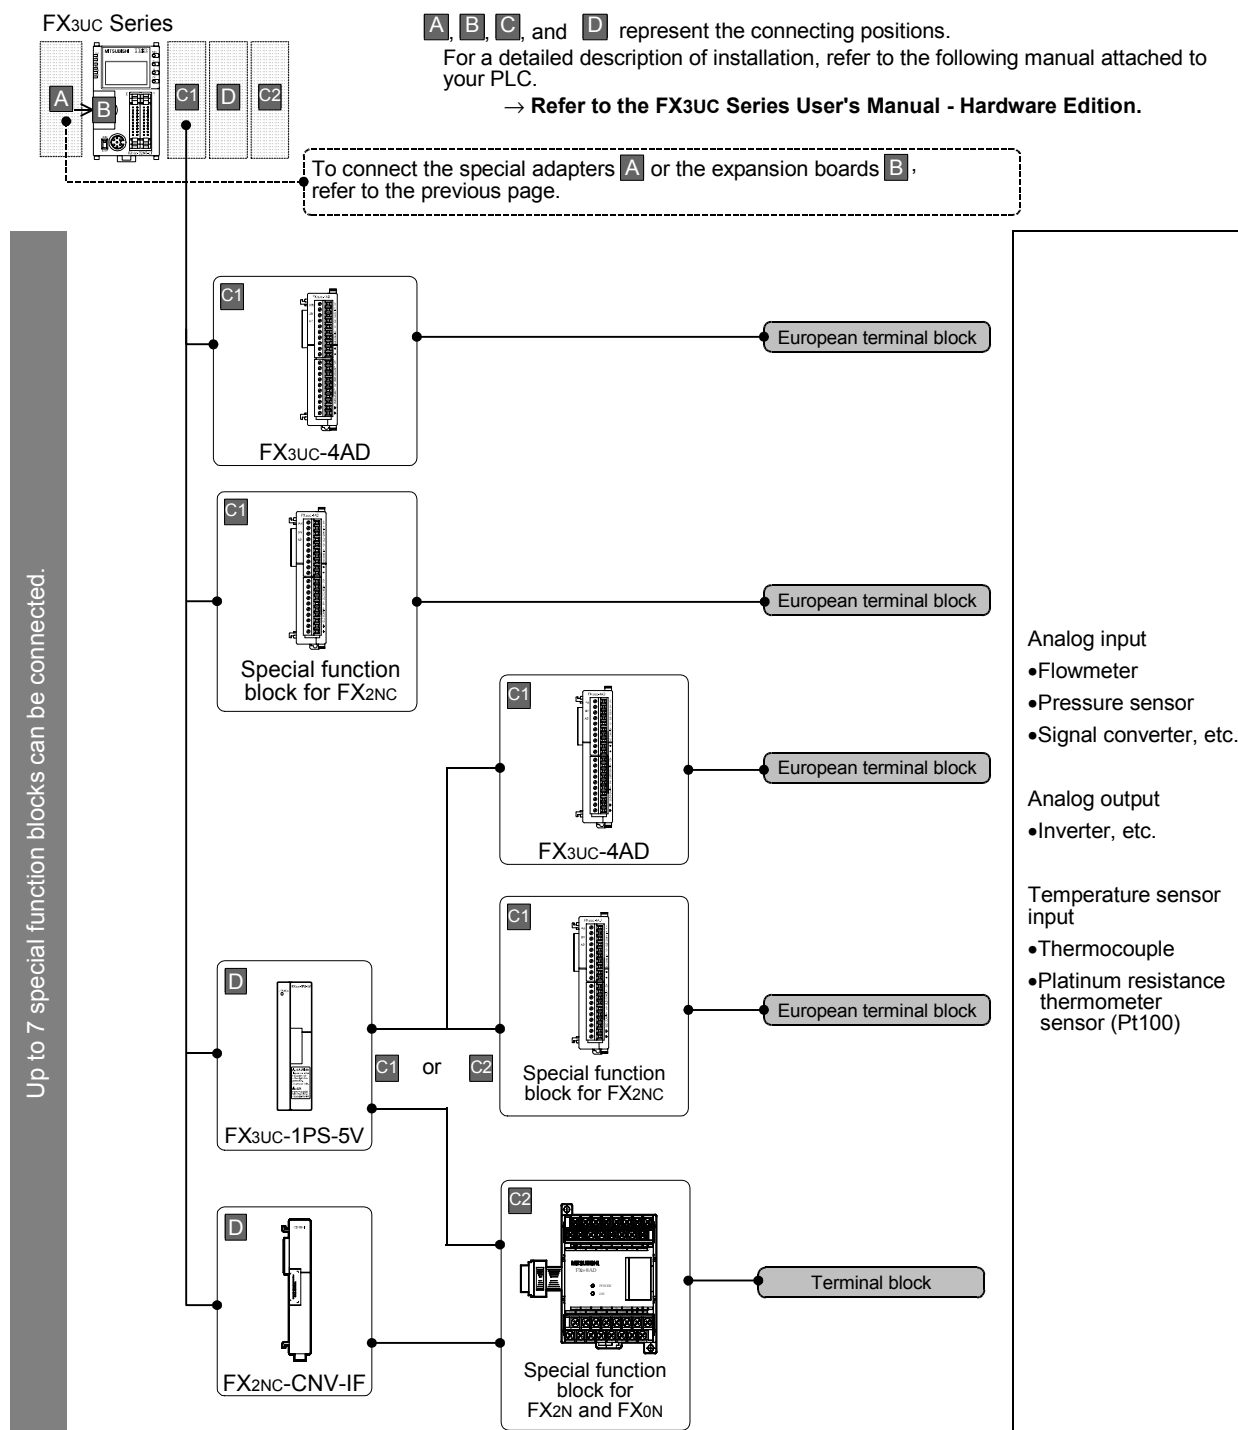 FX3UC Series
A, B, C, and D represent the connecting positions.
For a detailed description of installation, refer to the following manual attached to
your PLC.
→ Refer to the FX3UC Series User's Manual - Hardware Edition.
A
B
C1
D
C2
MITSUBISHI
To connect the special adapters A or the expansion boards B,
refer to the previous page.
Up to 7 special function blocks can be connected.
C1
FX3UC-4AD
European terminal block
C1
Special function
block for FX2NC
European terminal block
C1
FX3UC-4AD
European terminal block
C1
Special function
block for FX2NC
European terminal block
D
FX3UC-1PS-5V
C1 or C2
D
FX2NC-CNV-IF
C2
MITSUBISHI
Special function
block for
FX2N and FX0N
Terminal block
Analog input
•Flowmeter
•Pressure sensor
•Signal converter, etc.
Analog output
•Inverter, etc.
Temperature sensor
input
•Thermocouple
•Platinum resistance
thermometer
sensor (Pt100)